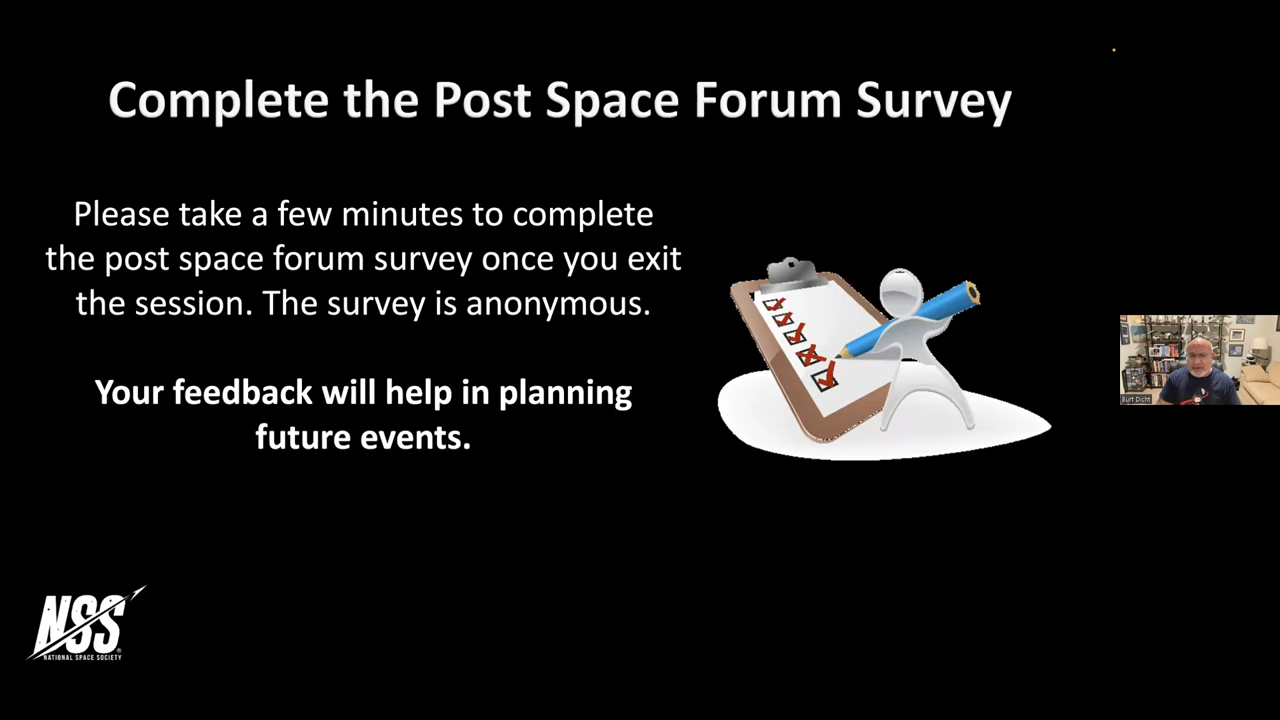 Complete the Post Space Forum Survey
Please take a few minutes to complete
the post space forum survey once you exit
the session. The survey is anonymous.
Your feedback will help in planning
future events.
Burt Dicht
NSS®
NATIONAL SPACE SOCIETY